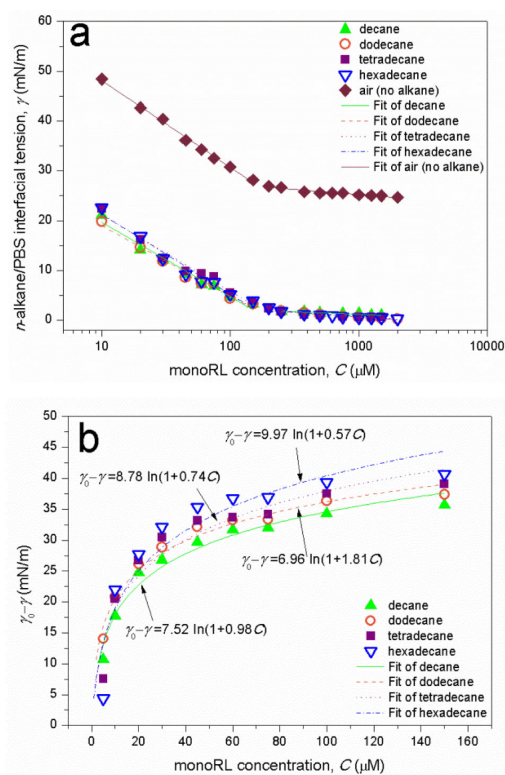 a
decane
dodecane
tetradecane
hexadecane
air (no alkane)
Fit of decane
Fit of dodecane
Fit of tetradecane
Fit of hexadecane
Fit of air (no alkane)
n-alkane/PBS interfacial tension, γ (mN/m)
60
50
40
30
20
10
0
10 100 1000 10000
monoRL concentration, C (μM)
b
γ₀−γ=9.97 ln(1+0.57C)
γ₀−γ=8.78 ln(1+0.74C)
γ₀−γ=6.96 ln(1+1.81C)
γ₀−γ=7.52 ln(1+0.98C)
decane
dodecane
tetradecane
hexadecane
Fit of decane
Fit of dodecane
Fit of tetradecane
Fit of hexadecane
γ₀−γ (mN/m)
50
45
40
35
30
25
20
15
10
5
0
0 20 40 60 80 100 120 140 160
monoRL concentration, C (μM)